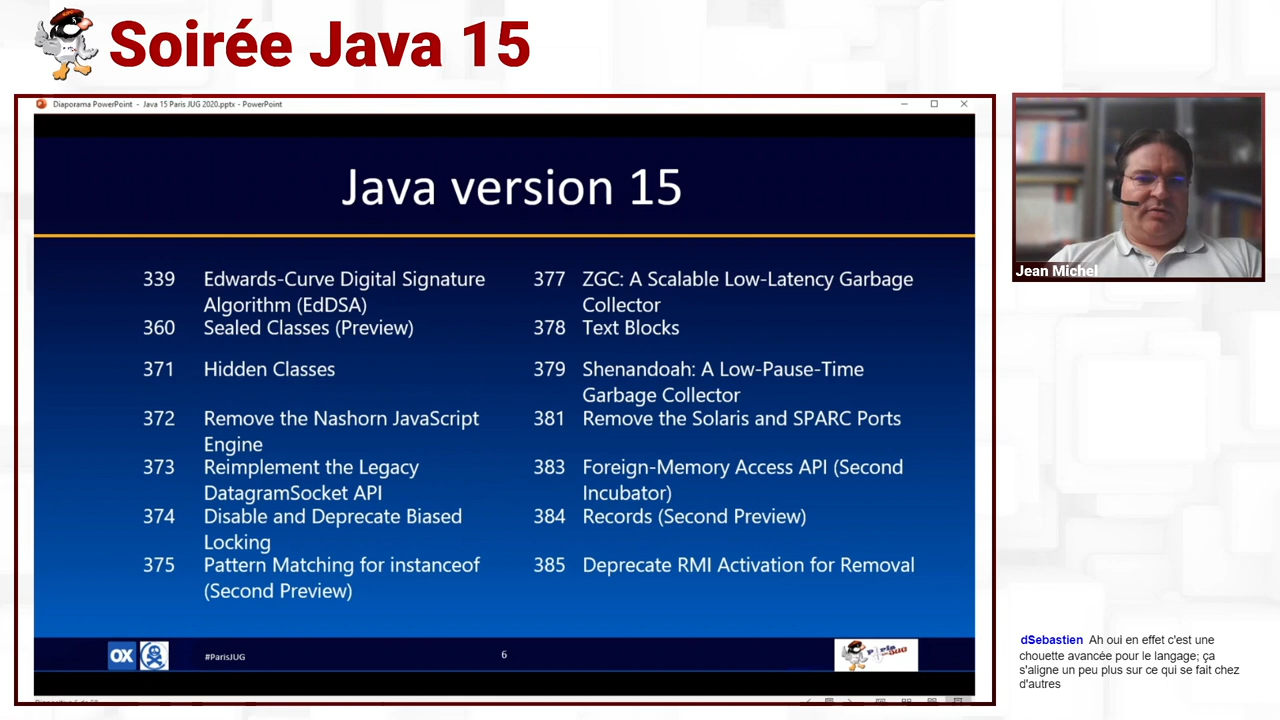 Soirée Java 15
Diaporama PowerPoint - Java 15 Paris JUG 2020.pptx - PowerPoint
Java version 15
339 Edwards-Curve Digital Signature
Algorithm (EdDSA)
360 Sealed Classes (Preview)
371 Hidden Classes
372 Remove the Nashorn JavaScript
Engine
373 Reimplement the Legacy
DatagramSocket API
374 Disable and Deprecate Biased
Locking
375 Pattern Matching for instanceof
(Second Preview)
377 ZGC: A Scalable Low-Latency Garbage
Collector
378 Text Blocks
379 Shenandoah: A Low-Pause-Time
Garbage Collector
381 Remove the Solaris and SPARC Ports
383 Foreign-Memory Access API (Second
Incubator)
384 Records (Second Preview)
385 Deprecate RMI Activation for Removal
OX
#ParisJUG
6
Jean Michel
dSebastien Ah oui en effet c'est une
chouette avancée pour le langage; ça
s'aligne un peu plus sur ce qui se fait chez
d'autres